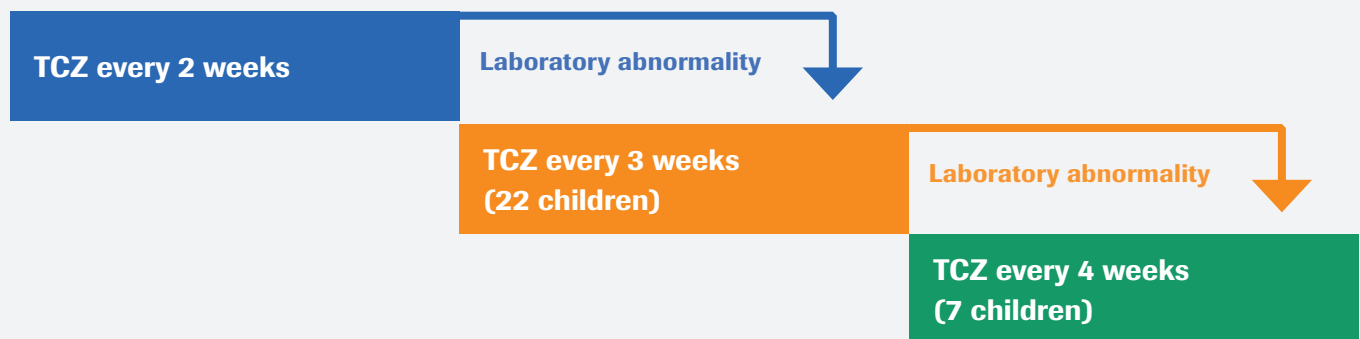 TCZ every 2 weeks
Laboratory abnormality
TCZ every 3 weeks
(22 children)
Laboratory abnormality
TCZ every 4 weeks
(7 children)